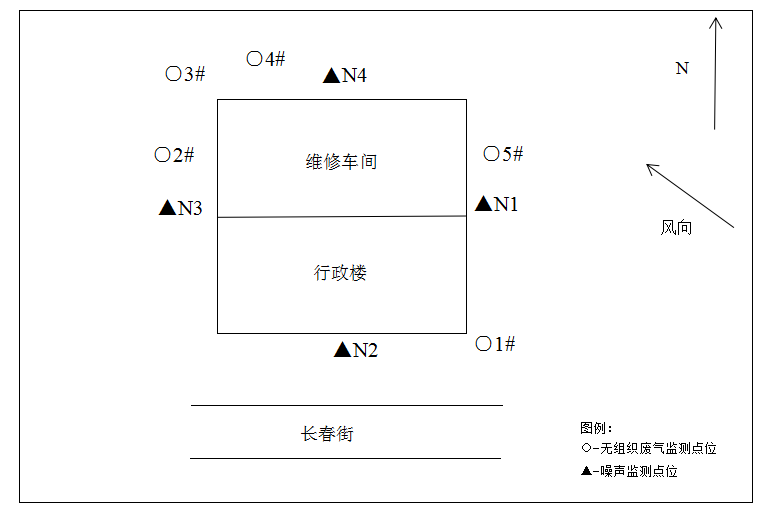 ○3#
○4#
▲N4
N
○2#
维修车间
○5#
▲N3
▲N1
风向
行政楼
▲N2
○1#
长春街
图例：
○-无组织废气监测点位
▲-噪声监测点位